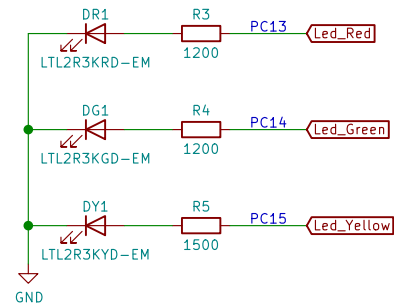 DR1 R3 PC13 Led_Red
LTL2R3KRD-EM 1200
DG1 R4 PC14 Led_Green
LTL2R3KGD-EM 1200
DY1 R5 PC15 Led_Yellow
LTL2R3KYD-EM 1500
GND